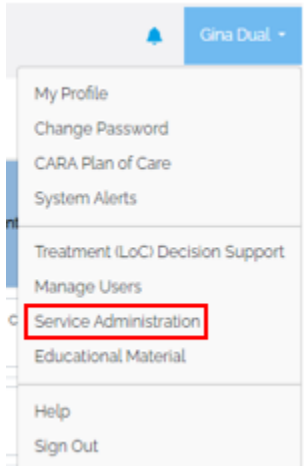 Gina Dual
My Profile
Change Password
CARA Plan of Care
System Alerts
nt
Treatment (LoC) Decision Support
Manage Users
Service Administration
Educational Material
Help
Sign Out